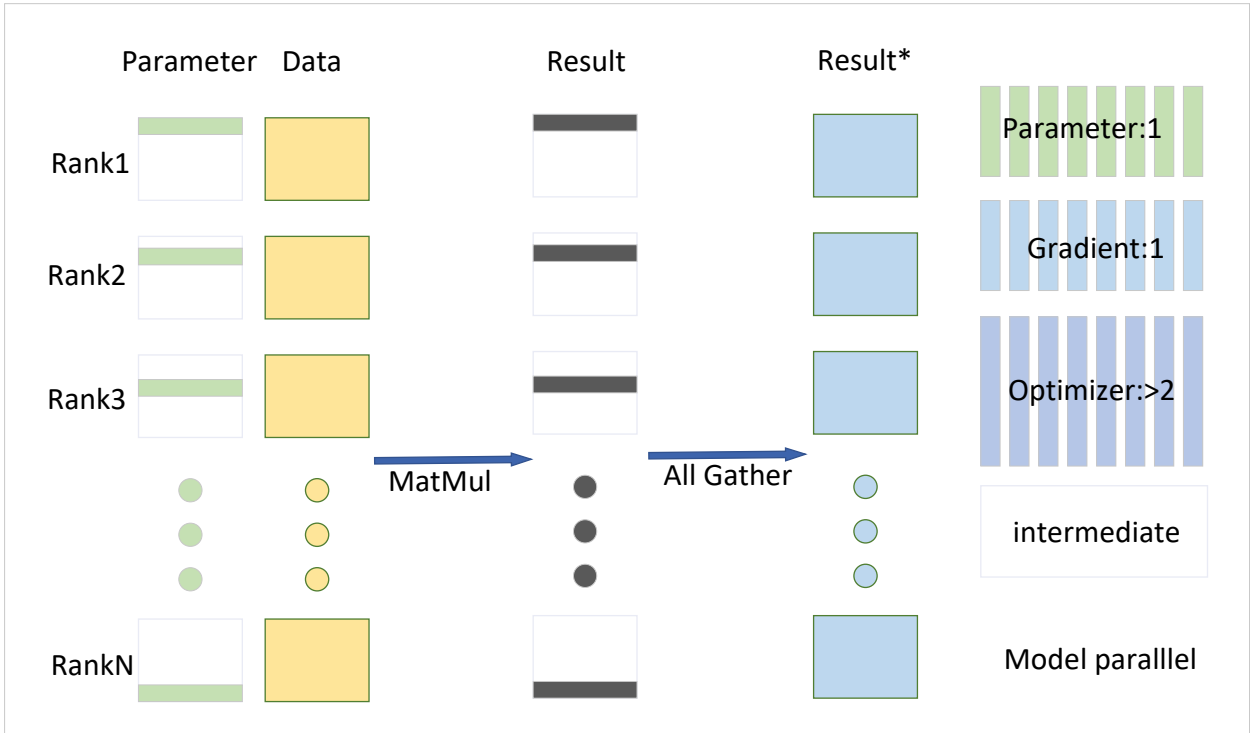 Parameter Data Result Result*
Rank1
Rank2
Rank3
RankN
MatMul
All Gather
Parameter:1
Gradient:1
Optimizer:>2
intermediate
Model paralllel